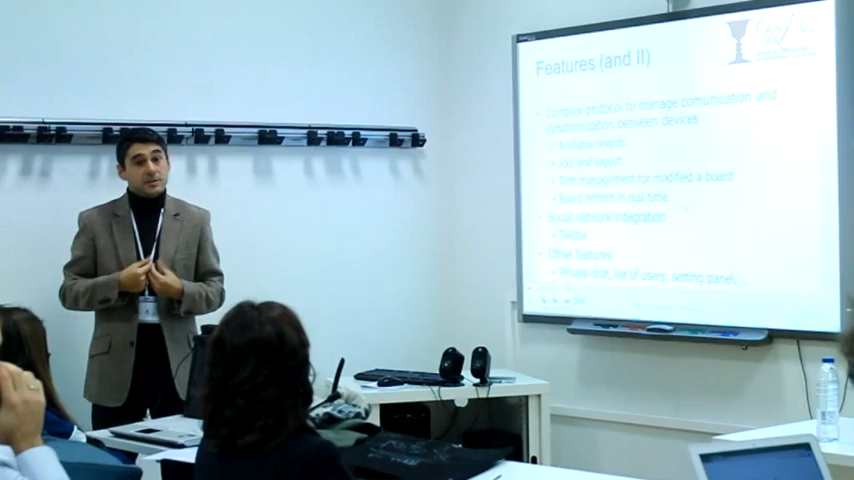 Features (and II)
• Complex protocol to manage comunication and
synchronization between devices
✓ Available boards
✓ Join and layout
✓ management for modified a board
✓ Board refresh in real time
• Social network integration
✓ Twitter
• Other features
✓ Private chat, list of users, setting panel, ...